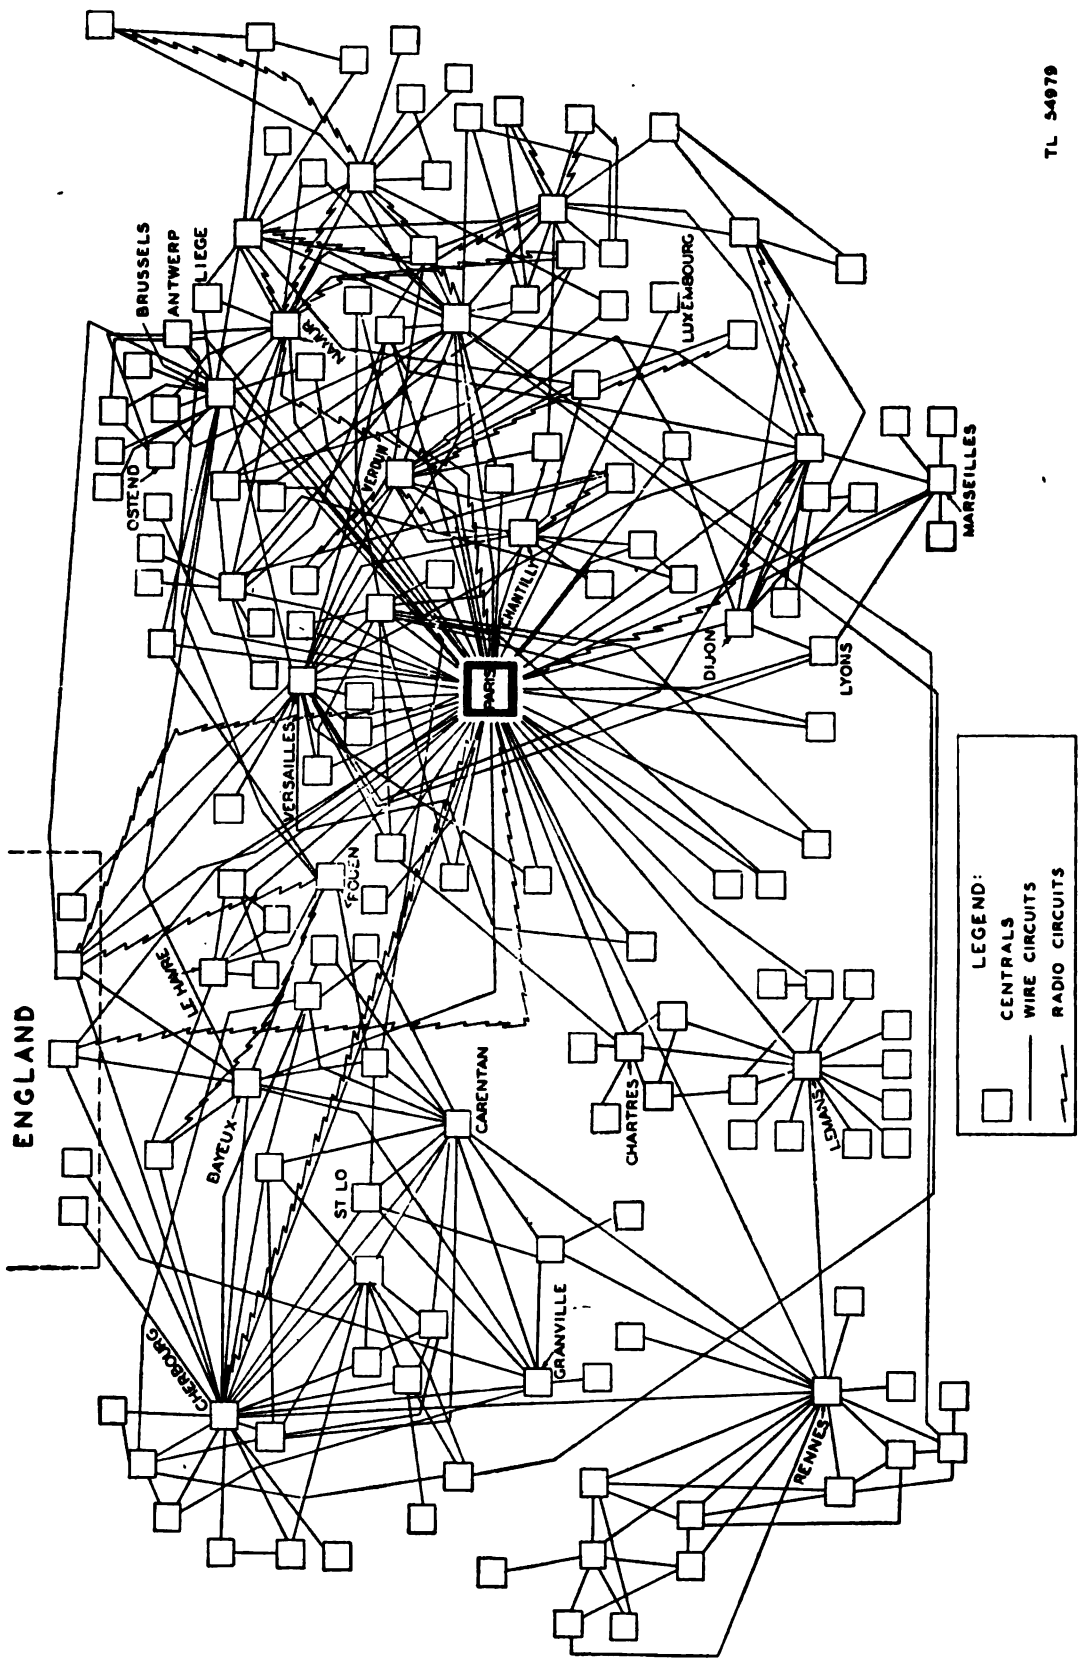 ENGLAND
BRUSSELS
ANTWERP
LIEGE
OSTEND
NAMUR
VERDUN
LUXEMBOURG
CHANTILLY
PARIS
VERSAILLES
DIJON
LYONS
MARSEILLES
ROUEN
LE HAVRE
BAYEUX
CARENTAN
ST LO
CHARTRES
LEMANS
CHERBOURG
GRANVILLE
RENNES
LEGEND:
CENTRALS
WIRE CIRCUITS
RADIO CIRCUITS
TL 54979